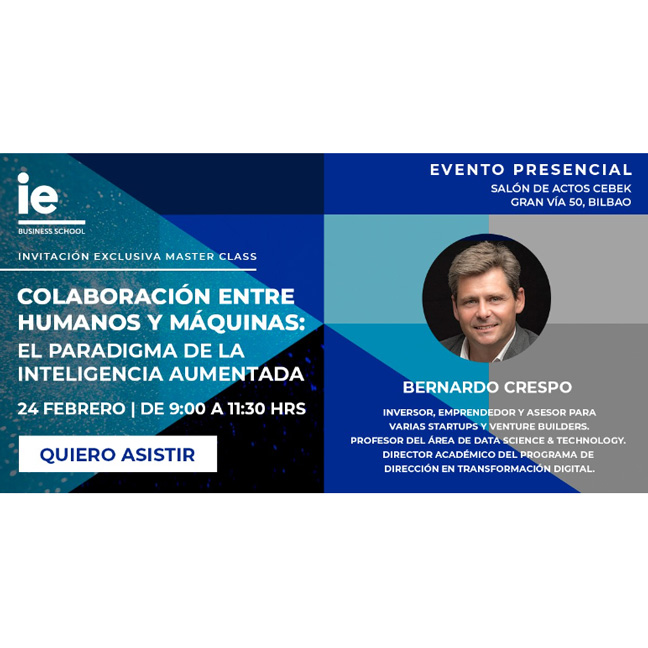 ie
BUSINESS SCHOOL
INVITACIÓN EXCLUSIVA MASTER CLASS
COLABORACIÓN ENTRE
HUMANOS Y MÁQUINAS:
EL PARADIGMA DE LA
INTELIGENCIA AUMENTADA
24 FEBRERO | DE 9:00 A 11:30 HRS
QUIERO ASISTIR
EVENTO PRESENCIAL
SALÓN DE ACTOS CEBEK
GRAN VÍA 50, BILBAO
BERNARDO CRESPO
INVERSOR, EMPRENDEDOR Y ASESOR PARA
VARIAS STARTUPS Y VENTURE BUILDERS.
PROFESOR DEL ÁREA DE DATA SCIENCE & TECHNOLOGY.
DIRECTOR ACADÉMICO DEL PROGRAMA DE
DIRECCIÓN EN TRANSFORMACIÓN DIGITAL.